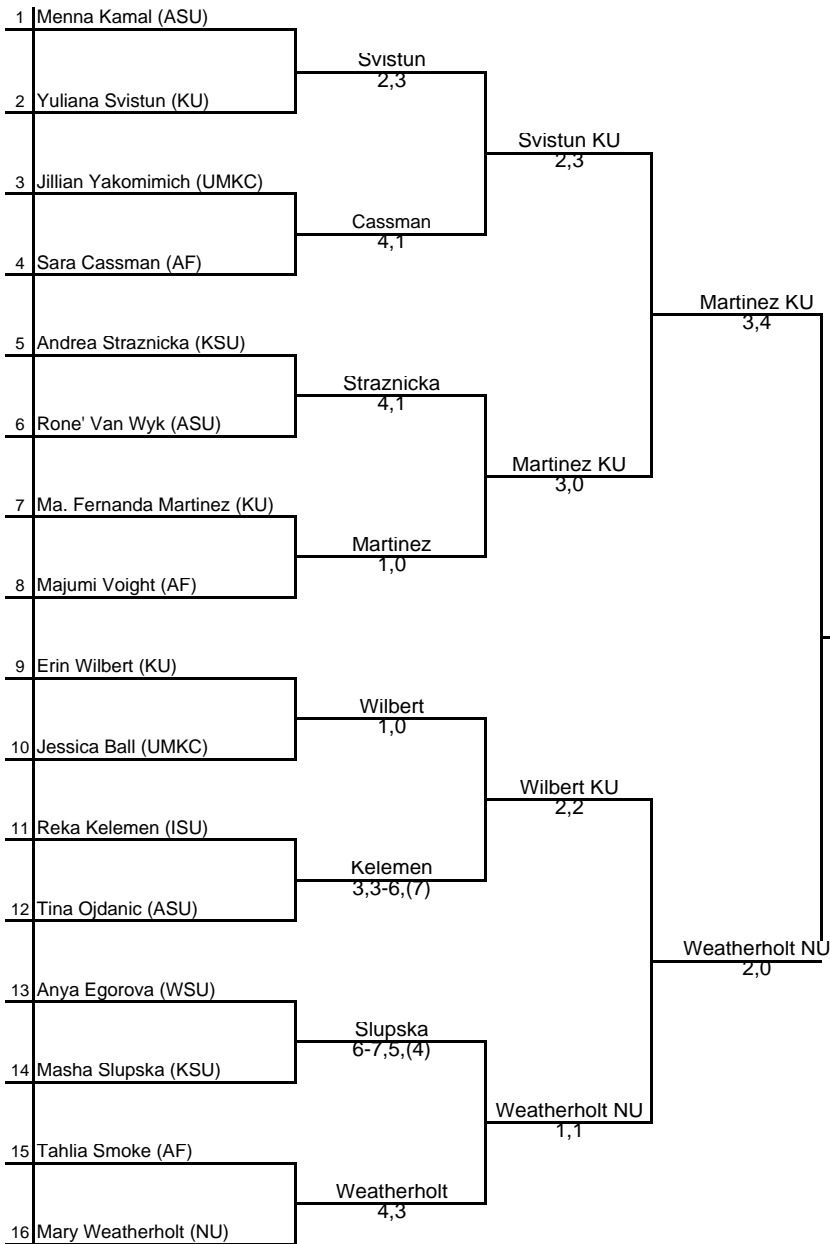 1 Menna Kamal (ASU)
Svistun
2,3
2 Yuliana Svistun (KU)
Svistun KU
2,3
3 Jillian Yakomimich (UMKC)
Cassman
4,1
4 Sara Cassman (AF)
Martinez KU
3,4
5 Andrea Straznicka (KSU)
Straznicka
4,1
6 Rone' Van Wyk (ASU)
Martinez KU
3,0
7 Ma. Fernanda Martinez (KU)
Martinez
1,0
8 Majumi Voight (AF)
9 Erin Wilbert (KU)
Wilbert
1,0
10 Jessica Ball (UMKC)
Wilbert KU
2,2
11 Reka Kelemen (ISU)
Kelemen
3,3-6,(7)
12 Tina Ojdanic (ASU)
Weatherholt NU
2,0
13 Anya Egorova (WSU)
Slupska
6-7,5,(4)
14 Masha Slupska (KSU)
Weatherholt NU
1,1
15 Tahlia Smoke (AF)
Weatherholt
4,3
16 Mary Weatherholt (NU)